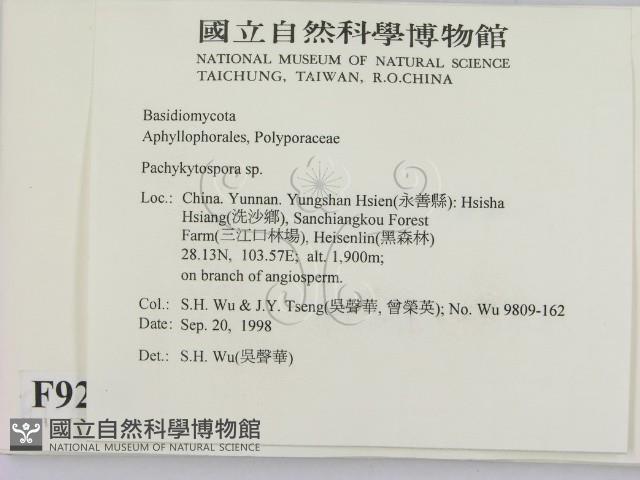 國立自然科學博物館
NATIONAL MUSEUM OF NATURAL SCIENCE
TAICHUNG, TAIWAN, R.O.CHINA
Basidiomycota
Aphyllophorales, Polyporaceae
Pachykytospora sp.
Loc.: China. Yunnan. Yungshan Hsien(永善縣): Hsisha
Hsiang(洗沙鄉), Sanchiangkou Forest
Farm(三江口林場), Heisenlin(黑森林)
28.13N, 103.57E; alt. 1,900m;
on branch of angiosperm.
Col.: S.H. Wu & J.Y. Tseng(吳聲華, 曾榮英); No. Wu 9809-162
Date: Sep. 20, 1998
Det.: S.H. Wu(吳聲華)
F92
國立自然科學博物館
NATIONAL MUSEUM OF NATURAL SCIENCE